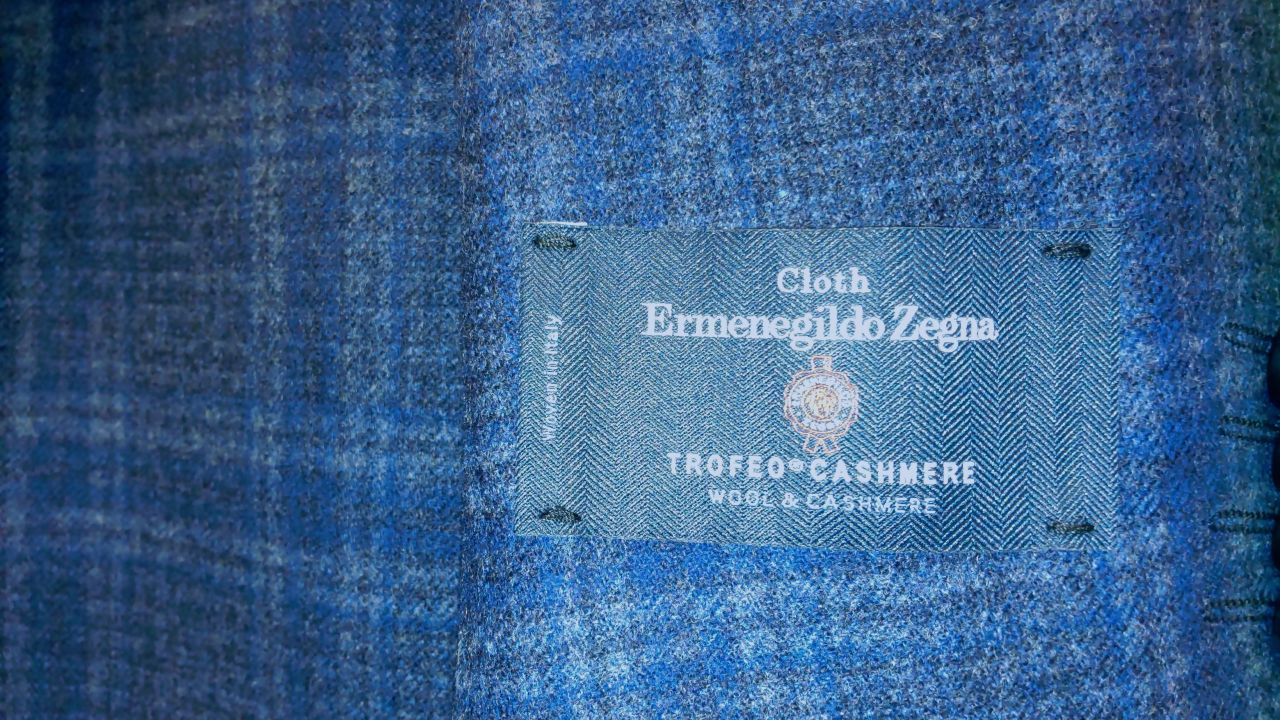 Cloth
Ermenegildo Zegna
TROFEO® CASHMERE
WOOL & CASHMERE
woven in Italy